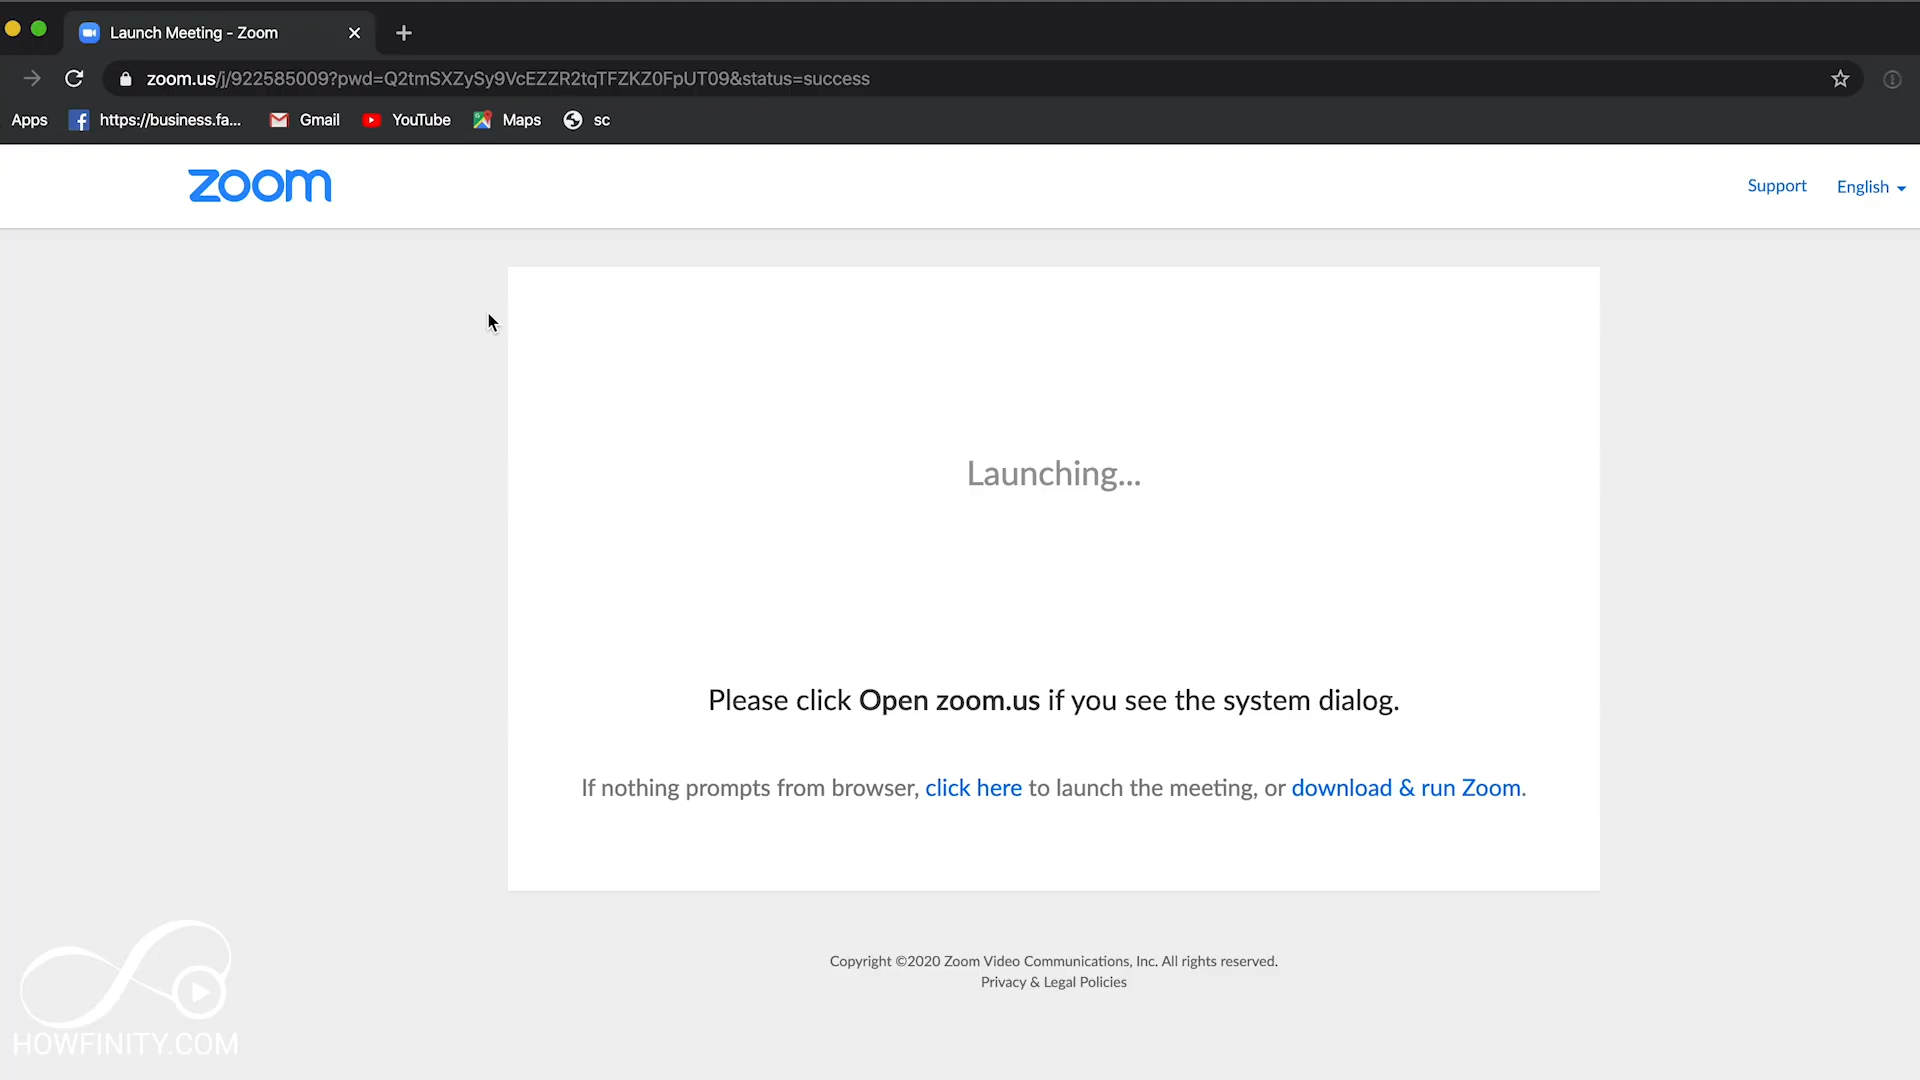 Launch Meeting - Zoom
zoom.us/j/922585009?pwd=Q2tmSXZySy9VcEZZR2tqTFZKZ0FpUT09&status=success
Apps https://business.fa... Gmail YouTube Maps sc
zoom
Support English
Launching...
Please click Open zoom.us if you see the system dialog.
If nothing prompts from browser, click here to launch the meeting, or download & run Zoom.
Copyright ©2020 Zoom Video Communications, Inc. All rights reserved.
Privacy & Legal Policies
HOWFINITY.COM